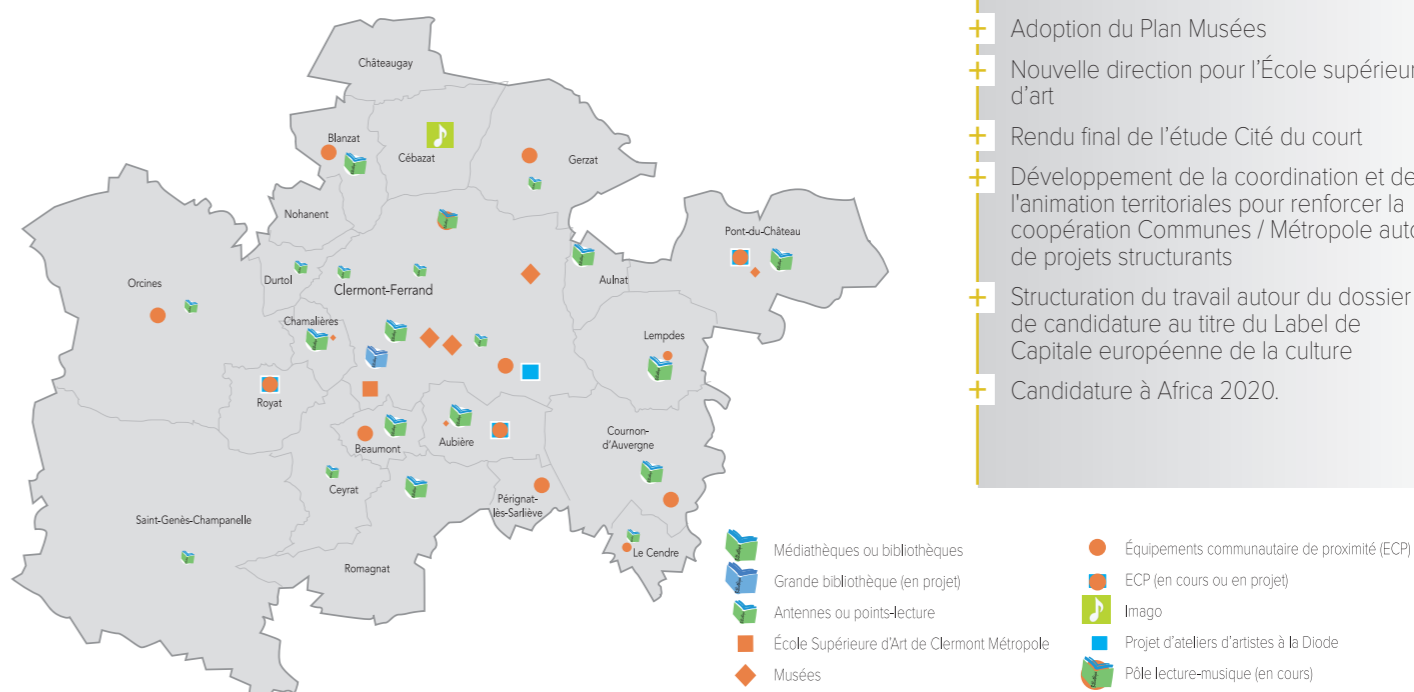 Adoption du Plan Musées
Nouvelle direction pour l'École supérieur
d'art
Rendu final de l'étude Cité du court
Développement de la coordination et de
l'animation territoriales pour renforcer la
coopération Communes / Métropole auto
de projets structurants
Structuration du travail autour du dossier
de candidature au titre du Label de
Capitale européenne de la culture
Candidature à Africa 2020.
Châteaugay
Blanzat
Cébazat
Gerzat
Nohanent
Pont-du-Château
Durtol
Clermont-Ferrand
Aulnat
Orcines
Chamalières
Lempdes
Royat
Beaumont
Aubière
Cournon-
d'Auvergne
Ceyrat
Pérignat-
lès-Sarliève
Saint-Genès-Champanelle
Romagnat
Le Cendre
Médiathèques ou bibliothèques
Grande bibliothèque (en projet)
Antennes ou points-lecture
École Supérieure d'Art de Clermont Métropole
Musées
Équipements communautaire de proximité (ECP)
ECP (en cours ou en projet)
Imago
Projet d'ateliers d'artistes à la Diode
Pôle lecture-musique (en cours)